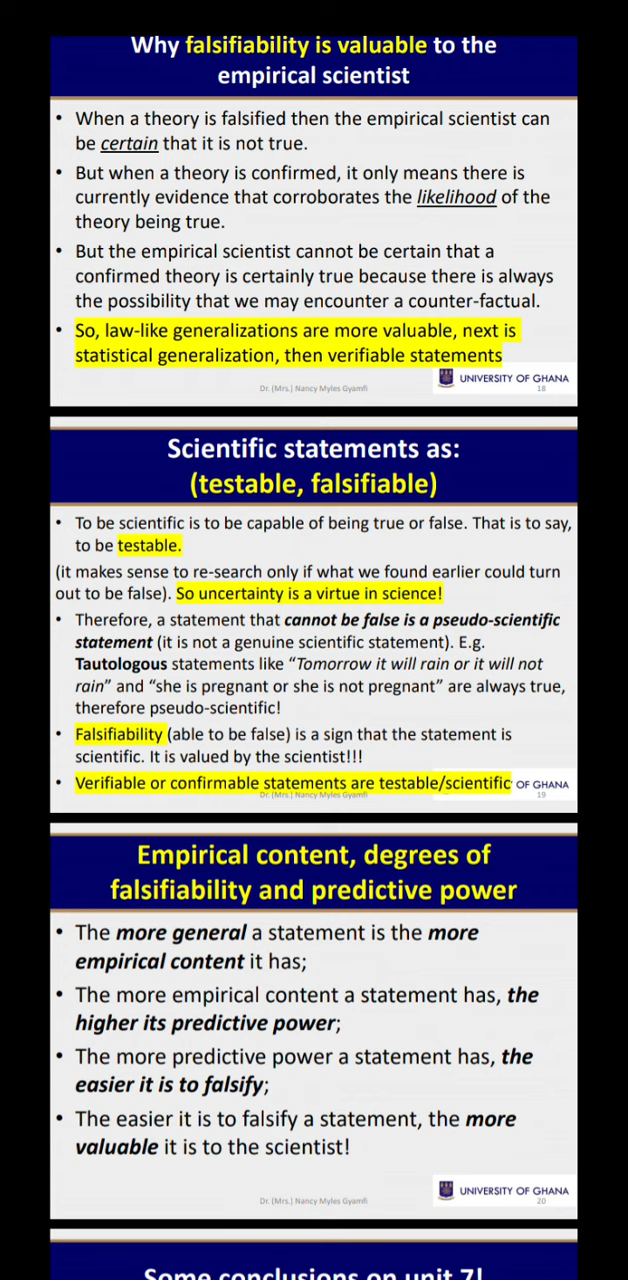 Why falsifiability is valuable to the
empirical scientist
• When a theory is falsified then the empirical scientist can
be certain that it is not true.
• But when a theory is confirmed, it only means there is
currently evidence that corroborates the likelihood of the
theory being true.
• But the empirical scientist cannot be certain that a
confirmed theory is certainly true because there is always
the possibility that we may encounter a counter-factual.
• So, law-like generalizations are more valuable, next is
statistical generalization, then verifiable statements
UNIVERSITY OF GHANA
Dr. (Mrs.) Nancy Myles Gyamfi
18
Scientific statements as:
(testable, falsifiable)
• To be scientific is to be capable of being true or false. That is to say,
to be testable.
(it makes sense to re-search only if what we found earlier could turn
out to be false). So uncertainty is a virtue in science!
• Therefore, a statement that cannot be false is a pseudo-scientific
statement (it is not a genuine scientific statement). E.g.
Tautologous statements like “Tomorrow it will rain or it will not
rain” and “she is pregnant or she is not pregnant” are always true,
therefore pseudo-scientific!
• Falsifiability (able to be false) is a sign that the statement is
scientific. It is valued by the scientist!!!
• Verifiable or confirmable statements are testable/scientific
OF GHANA
Dr. (Mrs.) Nancy Myles Gyamfi
19
Empirical content, degrees of
falsifiability and predictive power
• The more general a statement is the more
empirical content it has;
• The more empirical content a statement has, the
higher its predictive power;
• The more predictive power a statement has, the
easier it is to falsify;
• The easier it is to falsify a statement, the more
valuable it is to the scientist!
UNIVERSITY OF GHANA
Dr. (Mrs.) Nancy Myles Gyamfi
20
Some conclusions on unit 7!